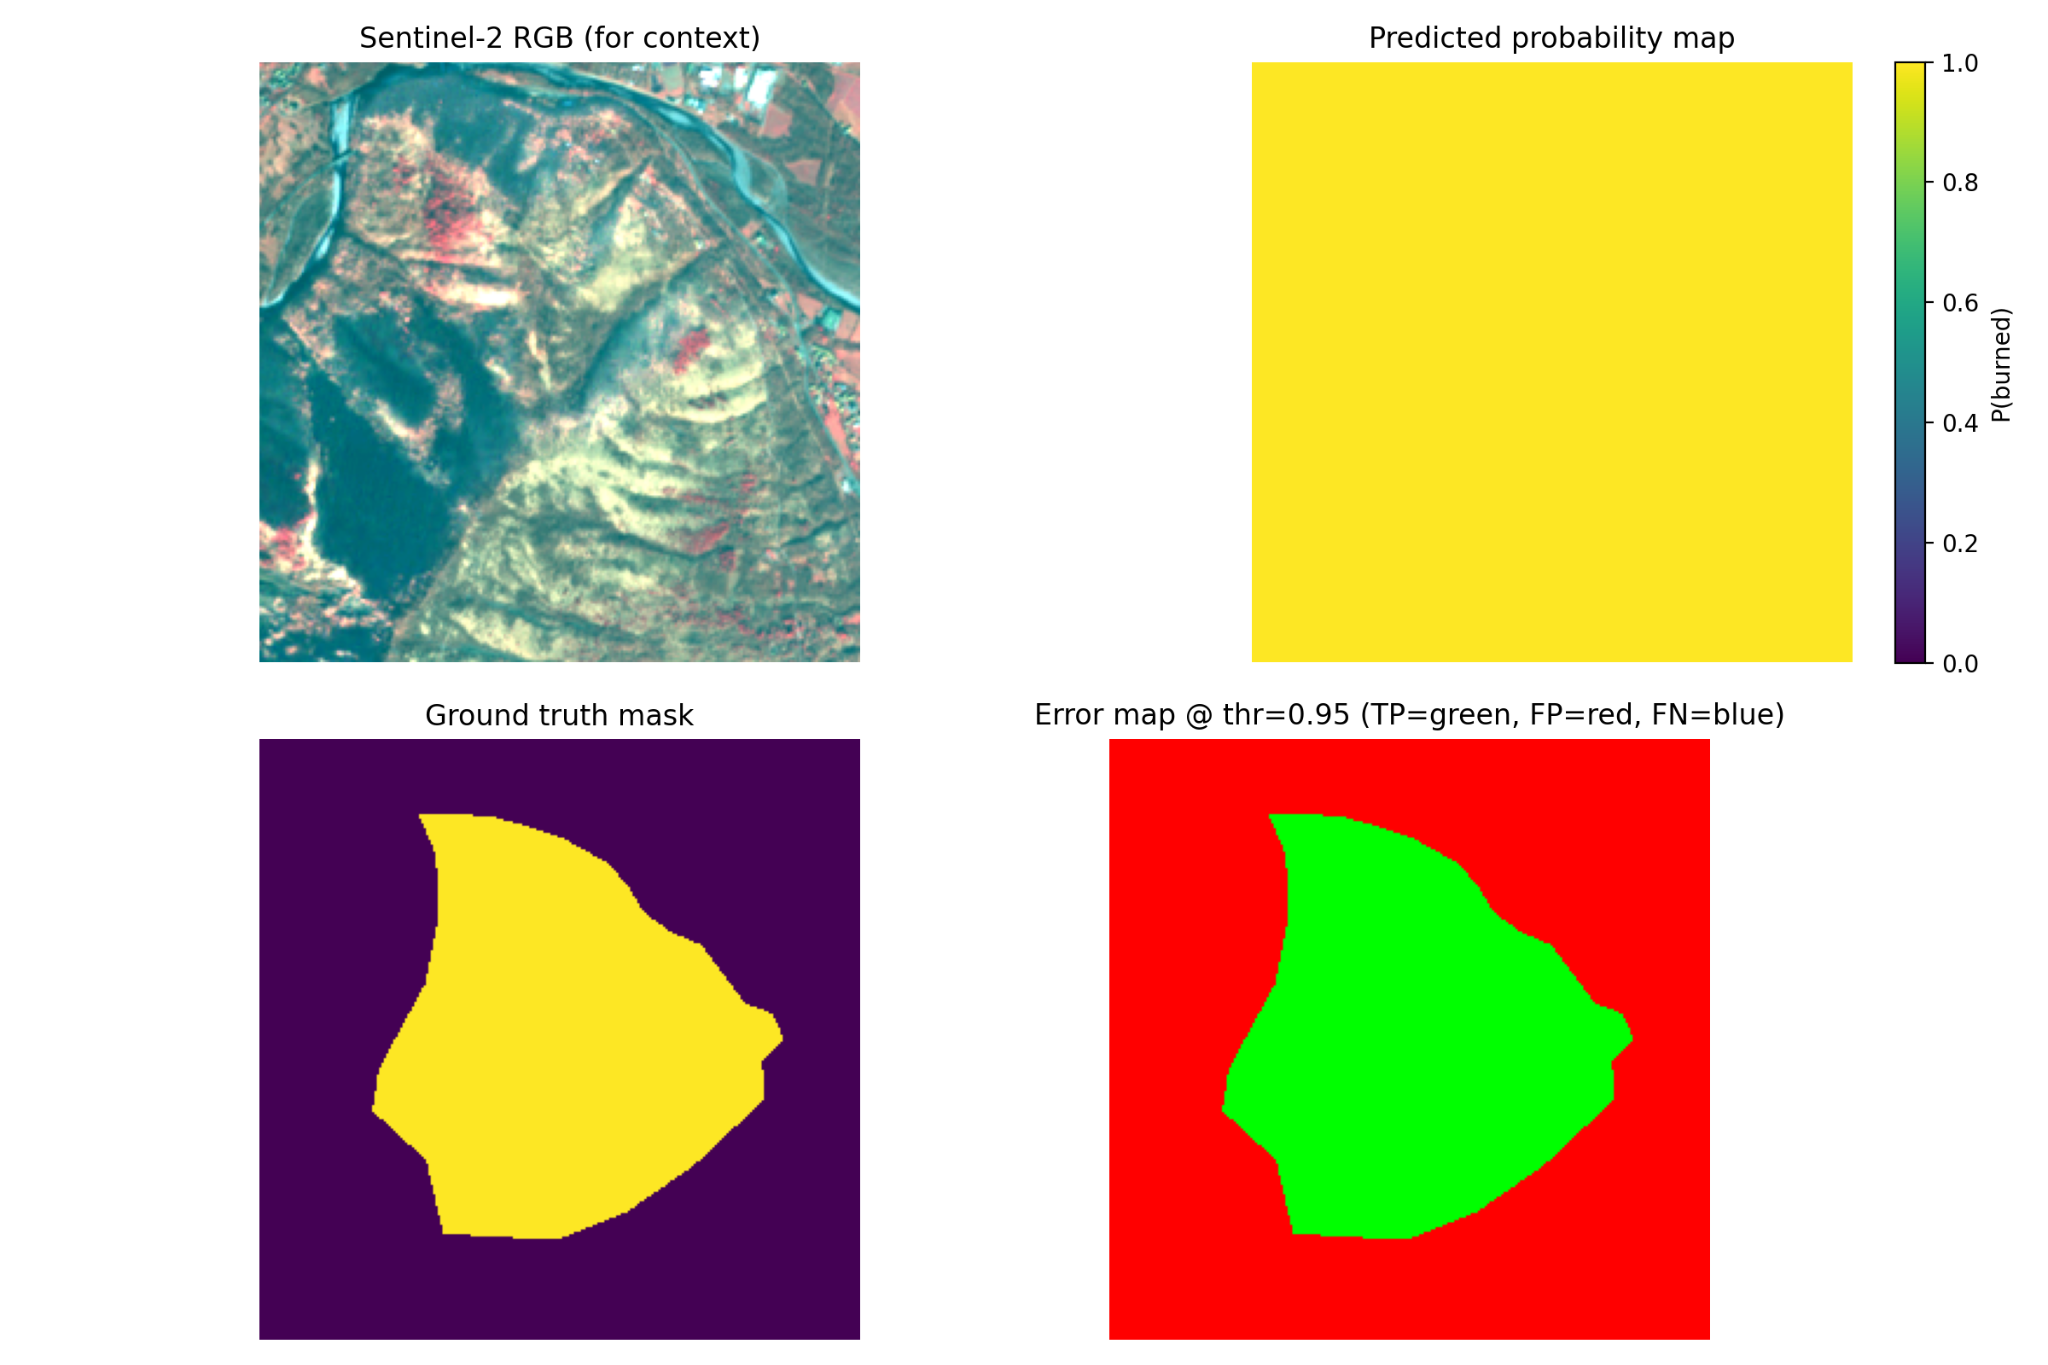 Sentinel-2 RGB (for context)
Predicted probability map
1.0
0.8
0.6
0.4
0.2
0.0
P(burned)
Ground truth mask
Error map @ thr=0.95 (TP=green, FP=red, FN=blue)